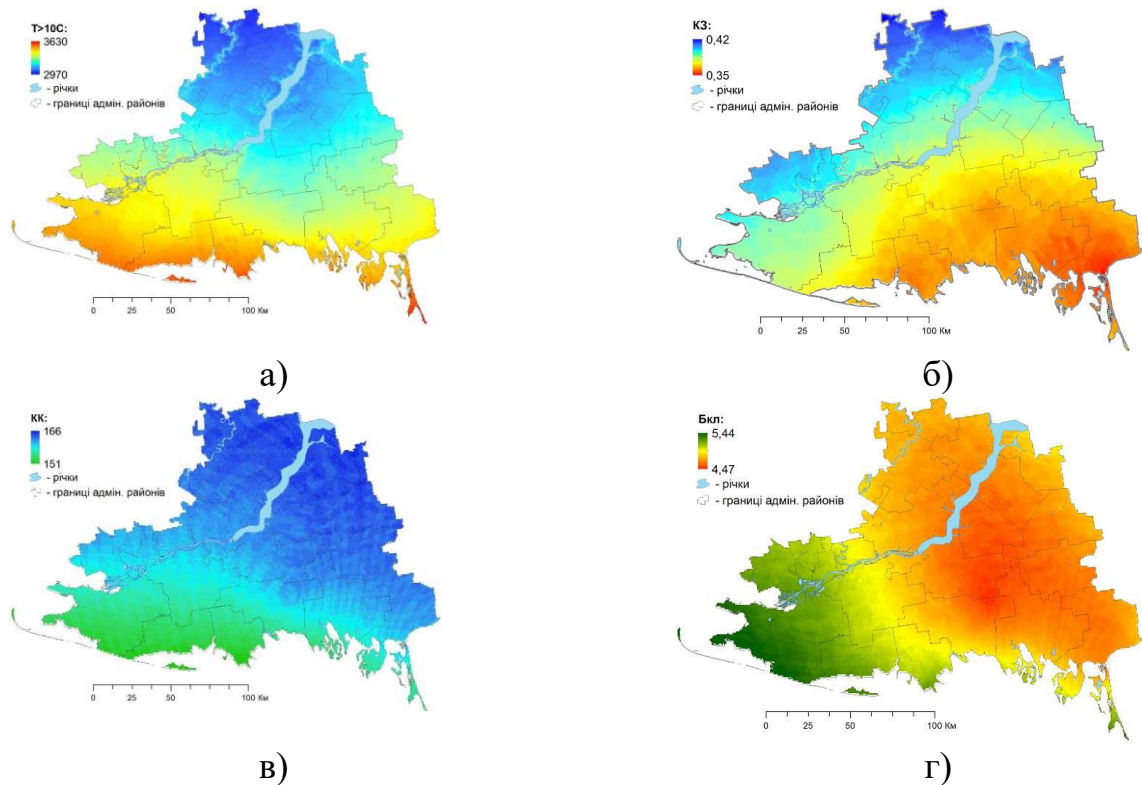 Т>10С:
3630
2970
- річки
- границі адмін. районів
0 25 50 100 Км
а)
КЗ:
0,42
0,35
- річки
- границі адмін. районів
0 25 50 100 Км
б)
КК:
166
151
- річки
- границі адмін. районів
0 25 50 100 Км
в)
Бкл:
5,44
4,47
- річки
- границі адмін. районів
0 25 50 100 Км
г)